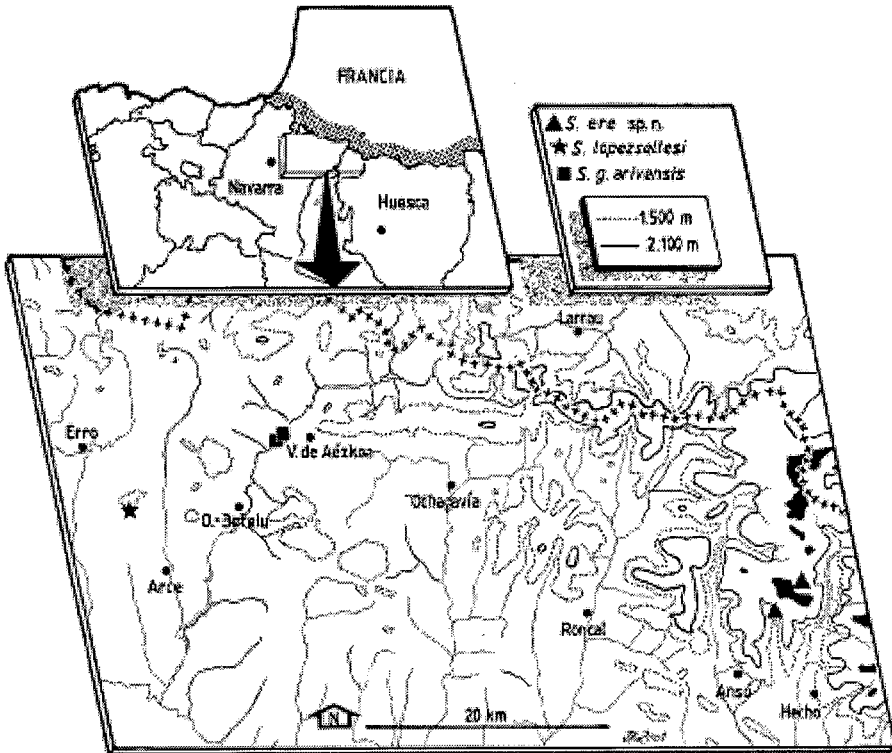 FRANCIA
Navarra
Huesca
S. ere sp. n.
S. lopezsellesi
S. g. arivensis
1.500 m
2.100 m
Larrau
Erro
V. de Aézkoa
Ochagavía
O.-Betelu
Arce
Roncal
Ansó
Hecho
N
20 km